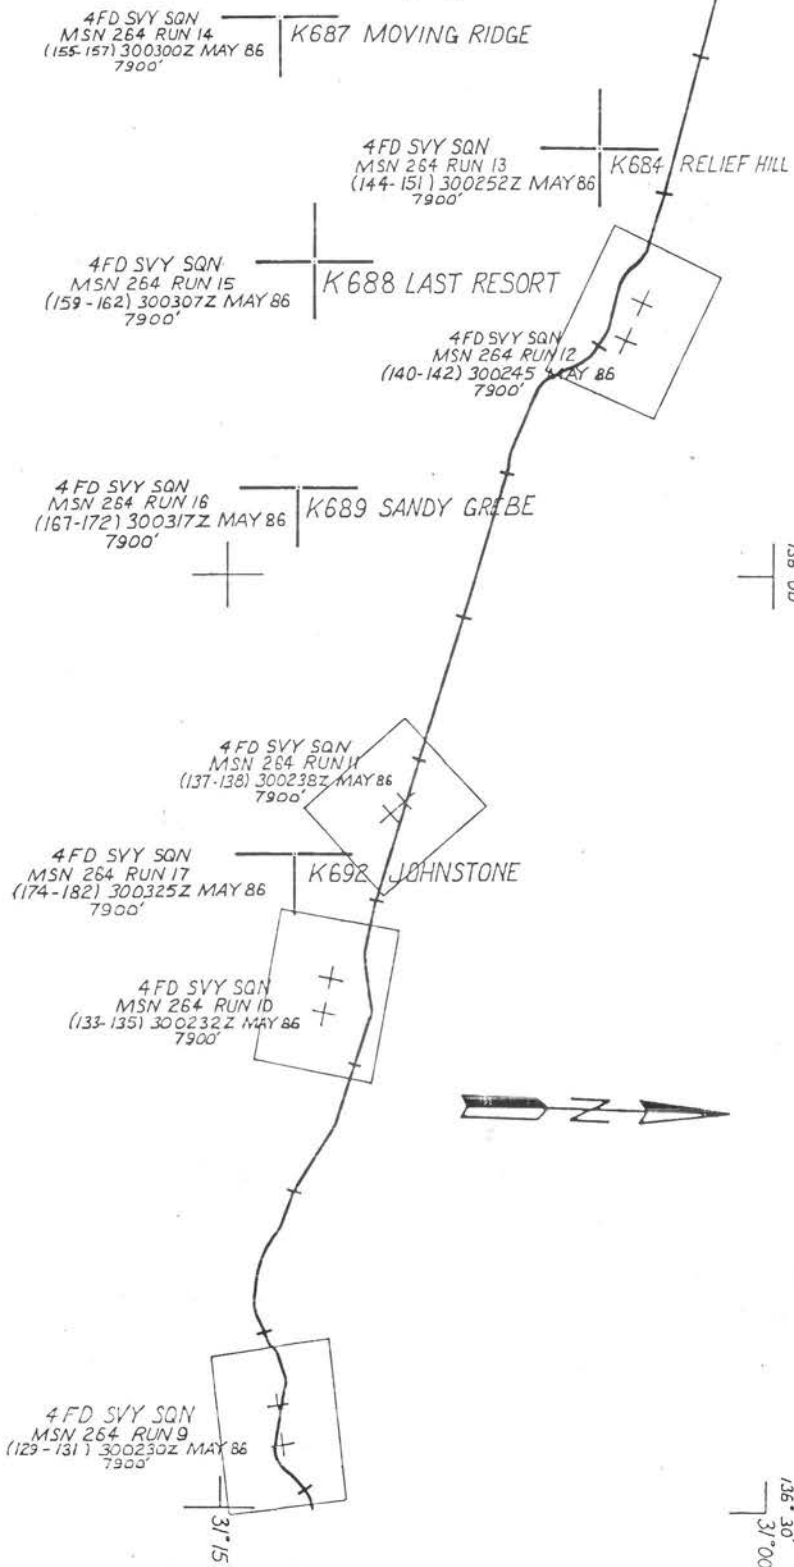 4FD SVY SQN
MSN 264 RUN 14
(155-157) 300300Z MAY 86
7900'
K687 MOVING RIDGE
4FD SVY SQN
MSN 264 RUN 13
(144-151) 300252Z MAY 86
7900'
K684 RELIEF HILL
4FD SVY SQN
MSN 264 RUN 15
(159-162) 300307Z MAY 86
7900'
K688 LAST RESORT
4FD SVY SQN
MSN 264 RUN 12
(140-142) 300245 MAY 86
7900'
4FD SVY SQN
MSN 264 RUN 16
(167-172) 300317Z MAY 86
7900'
K689 SANDY GREBE
136°00'
4FD SVY SQN
MSN 264 RUN 11
(137-138) 300238Z MAY 86
7900'
4FD SVY SQN
MSN 264 RUN 17
(174-182) 300325Z MAY 86
7900'
K692 JOHNSTONE
4FD SVY SQN
MSN 264 RUN 10
(133-135) 300232Z MAY 86
7900'
N
4FD SVY SQN
MSN 264 RUN 9
(129-131) 300230Z MAY 86
7900'
31°15
136°30'
31°00